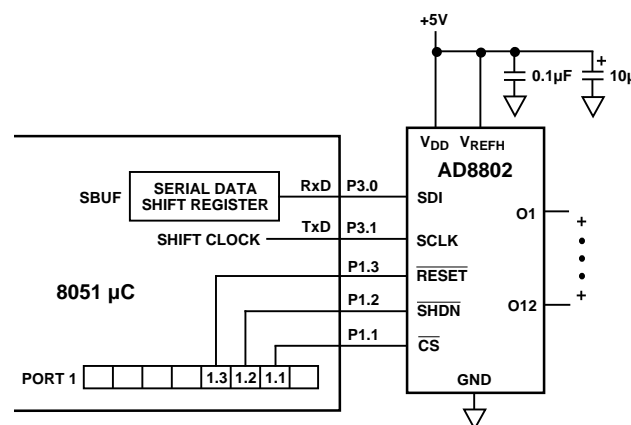 +5V
0.1µF
+
10µ
VDD VREFH
AD8802
RxD P3.0 SDI
SBUF
SERIAL DATA
SHIFT REGISTER
O1
+
SHIFT CLOCK TxD P3.1 SCLK
P1.3 RESET
8051 µC
P1.2 SHDN
O12
+
P1.1 CS
PORT 1 1.3 1.2 1.1
GND